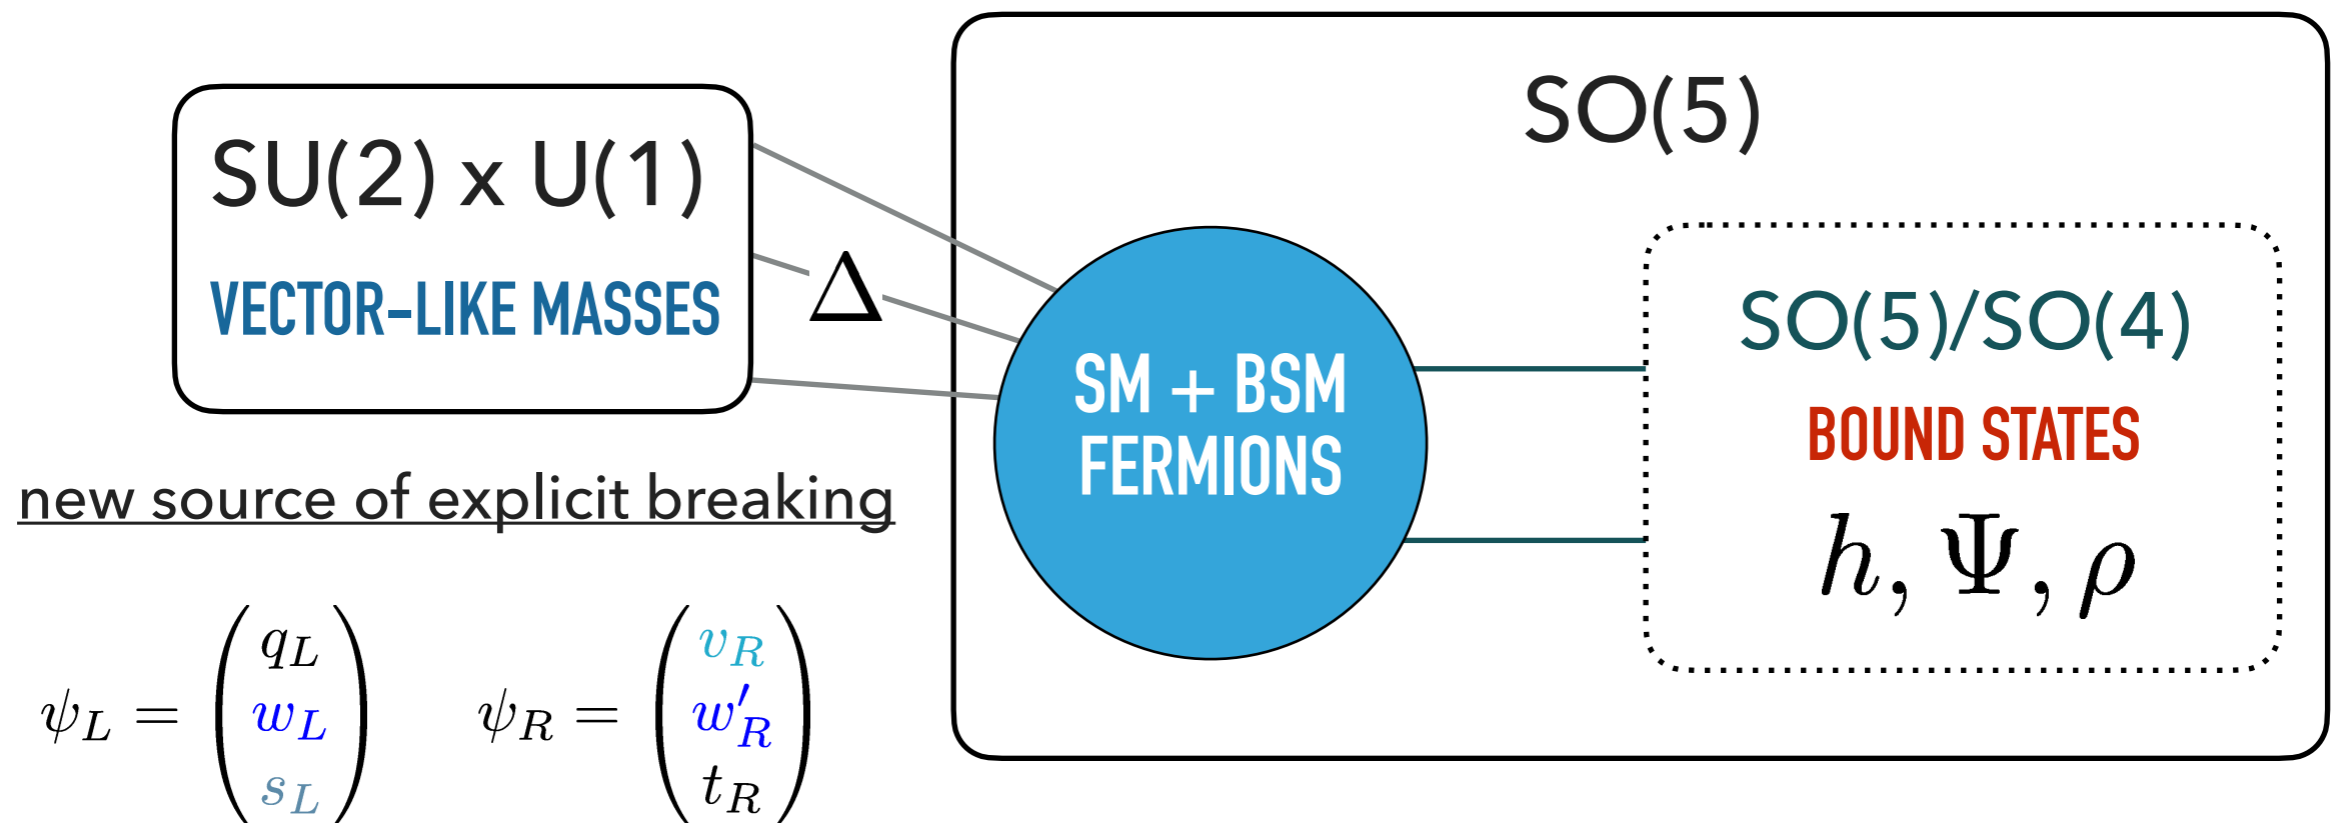 SU(2) x U(1)
VECTOR-LIKE MASSES
Δ
new source of explicit breaking
ψ_L = (q_L
w_L
s_L)
ψ_R = (v_R
w'_R
t_R)
SO(5)
SM + BSM
FERMIONS
SO(5)/SO(4)
BOUND STATES
h, Ψ, ρ